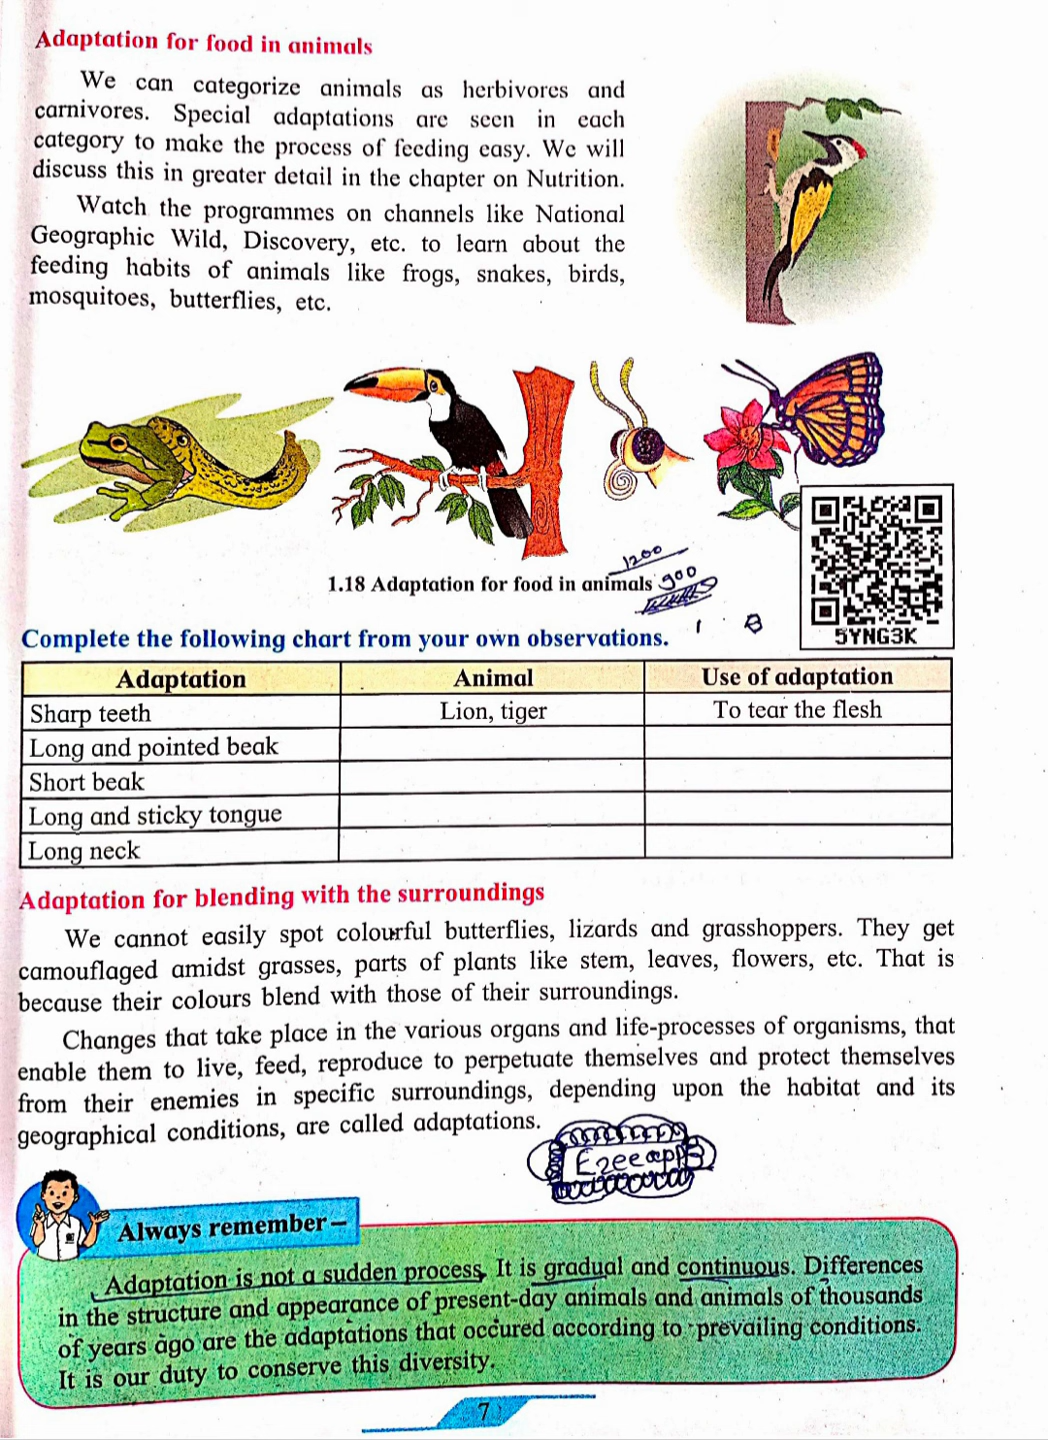 Adaptation for food in animals
We can categorize animals as herbivores and
carnivores. Special adaptations are seen in each
category to make the process of feeding easy. We will
discuss this in greater detail in the chapter on Nutrition.
Watch the programmes on channels like National
Geographic Wild, Discovery, etc. to learn about the
feeding habits of animals like frogs, snakes, birds,
mosquitoes, butterflies, etc.
1200
1.18 Adaptation for food in animals 900
5YNG3K
Complete the following chart from your own observations. 1 B
Adaptation Animal Use of adaptation
Sharp teeth Lion, tiger To tear the flesh
Long and pointed beak
Short beak
Long and sticky tongue
Long neck
Adaptation for blending with the surroundings
We cannot easily spot colourful butterflies, lizards and grasshoppers. They get
camouflaged amidst grasses, parts of plants like stem, leaves, flowers, etc. That is
because their colours blend with those of their surroundings.
Changes that take place in the various organs and life-processes of organisms, that
enable them to live, feed, reproduce to perpetuate themselves and protect themselves
from their enemies in specific surroundings, depending upon the habitat and its
geographical conditions, are called adaptations.
Ezeeapp
Always remember –
Adaptation is not a sudden process. It is gradual and continuous. Differences
in the structure and appearance of present-day animals and animals of thousands
of years ago are the adaptations that occured according to prevailing conditions.
It is our duty to conserve this diversity.
7